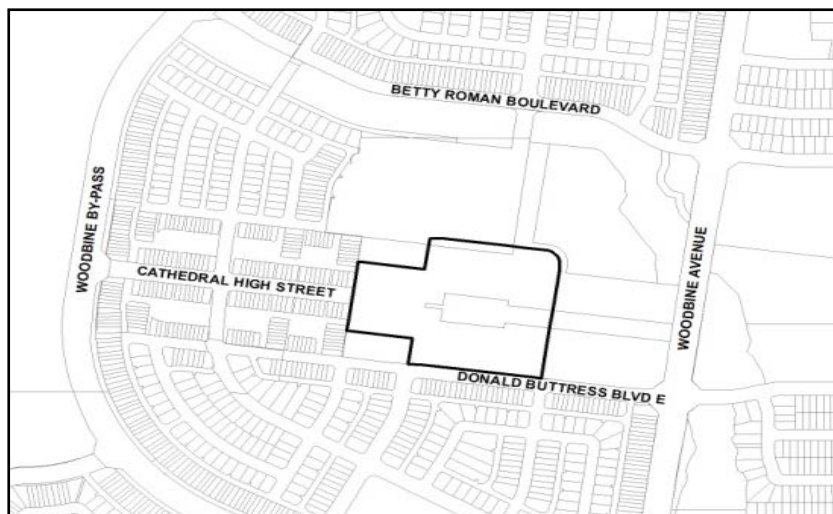 BETTY ROMAN BOULEVARD
WOODBINE BY-PASS
CATHEDRAL HIGH STREET
WOODBINE AVENUE
DONALD BUTTRESS BLVD E